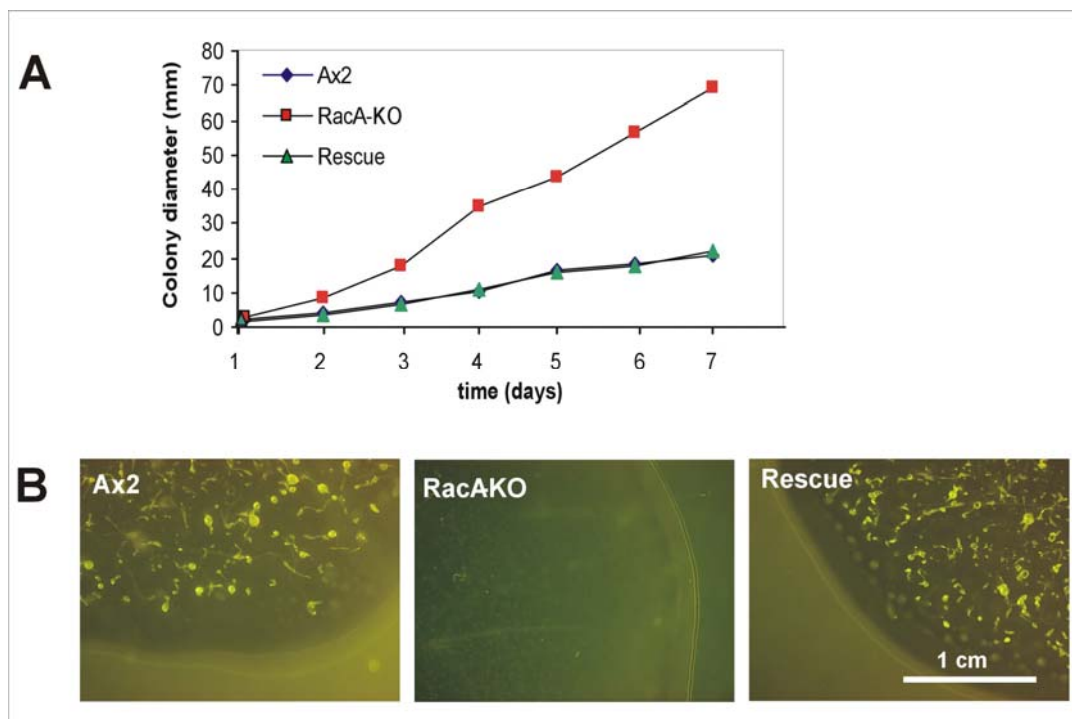 A
Colony diameter (mm)
80
70
60
50
40
30
20
10
0
Ax2
RacA-KO
Rescue
1 2 3 4 5 6 7
time (days)
B
Ax2
RacAKO
Rescue
1 cm